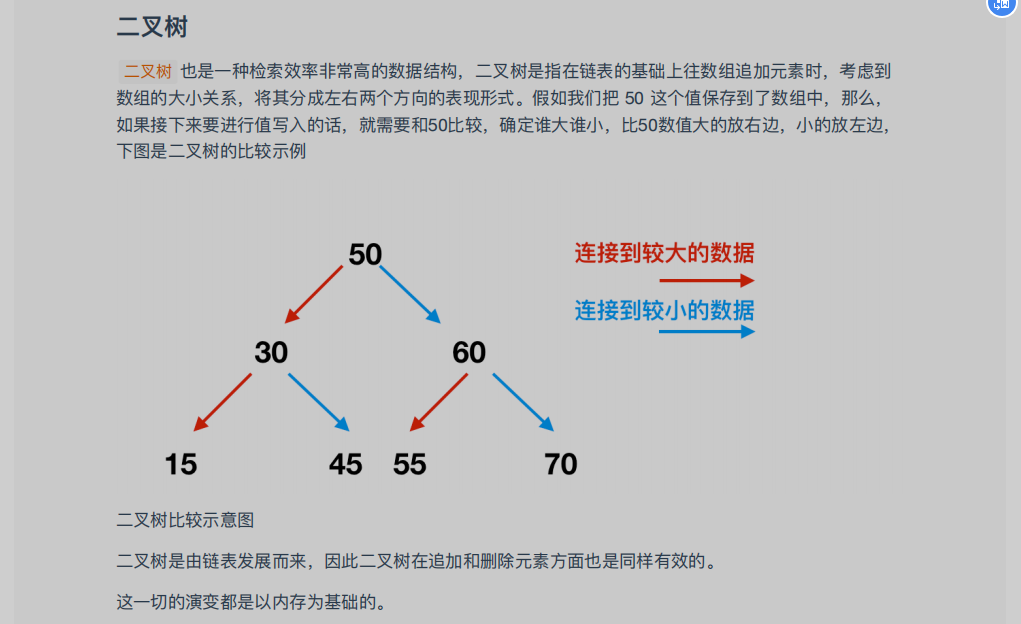 二叉树
二叉树 也是一种检索效率非常高的数据结构，二叉树是指在链表的基础上往数组追加元素时，考虑到
数组的大小关系，将其分成左右两个方向的表现形式。假如我们把 50 这个值保存到了数组中，那么，
如果接下来要进行值写入的话，就需要和50比较，确定谁大谁小，比50数值大的放右边，小的放左边，
下图是二叉树的比较示例
50
连接到较大的数据
连接到较小的数据
30 60
15 45 55 70
二叉树比较示意图
二叉树是由链表发展而来，因此二叉树在追加和删除元素方面也是同样有效的。
这一切的演变都是以内存为基础的。